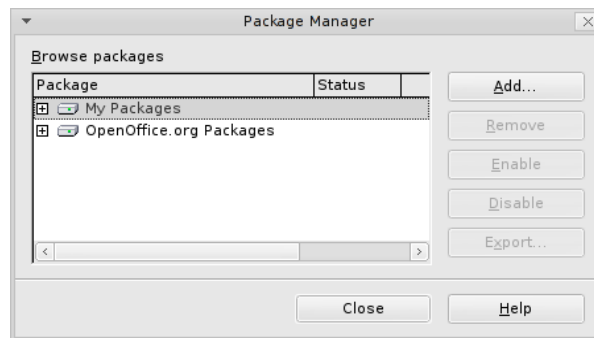 Package Manager
Browse packages
Package Status
My Packages
OpenOffice.org Packages
Add...
Remove
Enable
Disable
Export...
Close
Help